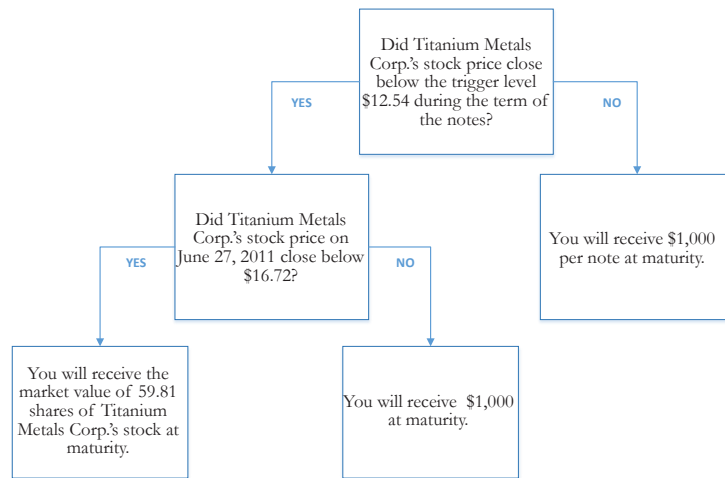 Did Titanium Metals
Corp.'s stock price close
below the trigger level
$12.54 during the term of
the notes?
YES
NO
Did Titanium Metals
Corp.'s stock price on
June 27, 2011 close below
$16.72?
You will receive $1,000
per note at maturity.
YES
NO
You will receive the
market value of 59.81
shares of Titanium
Metals Corp.'s stock at
maturity.
You will receive $1,000
at maturity.